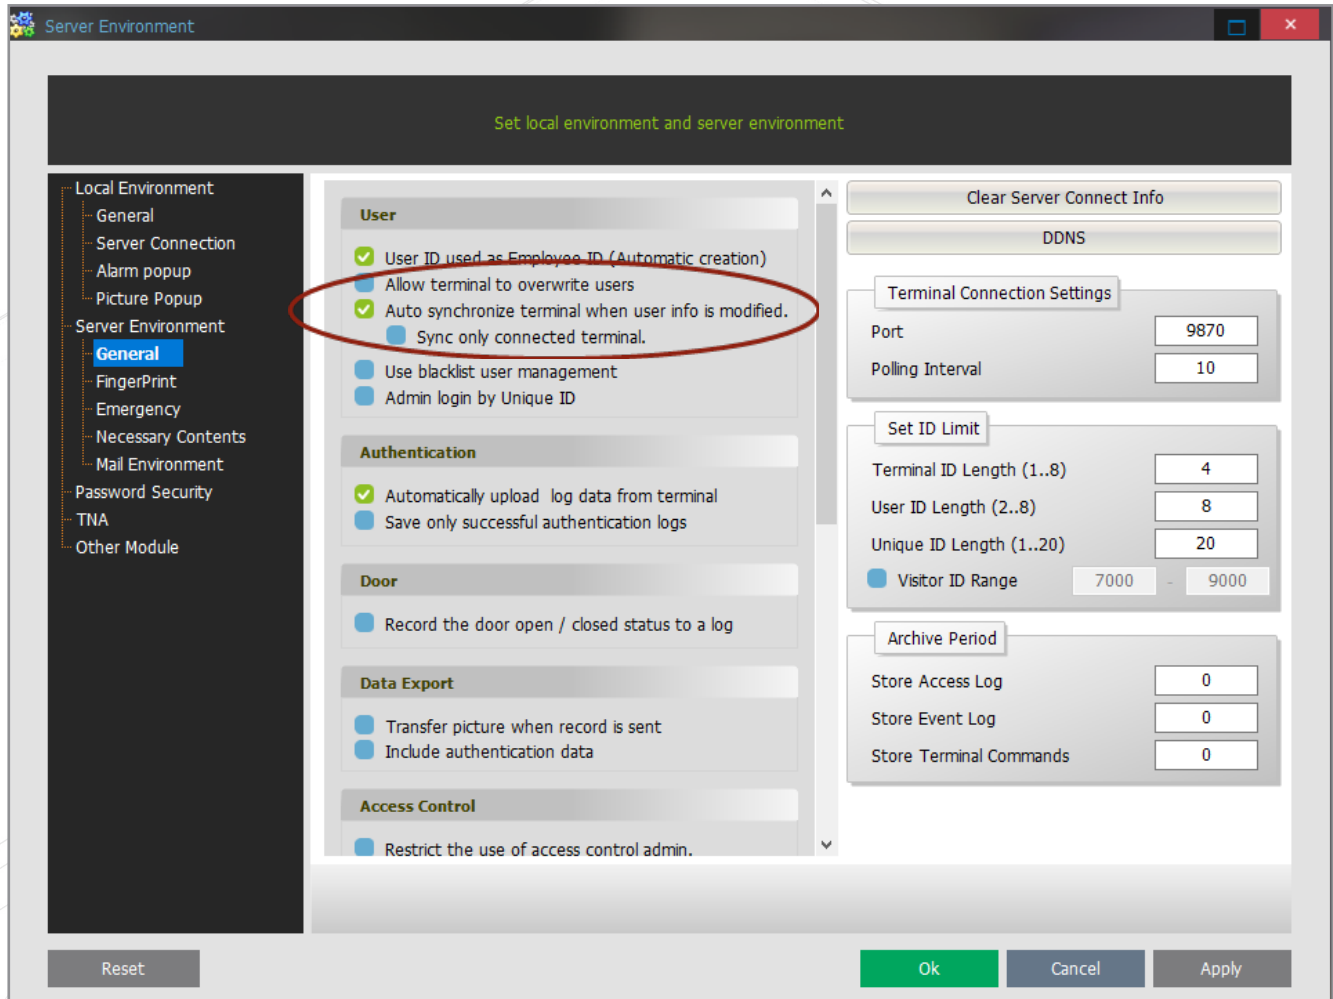 Server Environment
Set local environment and server environment
Local Environment
General
Server Connection
Alarm popup
Picture Popup
Server Environment
General
FingerPrint
Emergency
Necessary Contents
Mail Environment
Password Security
TNA
Other Module
User
User ID used as Employee ID (Automatic creation)
Allow terminal to overwrite users
Auto synchronize terminal when user info is modified.
Sync only connected terminal.
Use blacklist user management
Admin login by Unique ID
Authentication
Automatically upload log data from terminal
Save only successful authentication logs
Door
Record the door open / closed status to a log
Data Export
Transfer picture when record is sent
Include authentication data
Access Control
Restrict the use of access control admin.
Clear Server Connect Info
DDNS
Terminal Connection Settings
Port 9870
Polling Interval 10
Set ID Limit
Terminal ID Length (1..8) 4
User ID Length (2..8) 8
Unique ID Length (1..20) 20
Visitor ID Range 7000 - 9000
Archive Period
Store Access Log 0
Store Event Log 0
Store Terminal Commands 0
Reset
Ok
Cancel
Apply